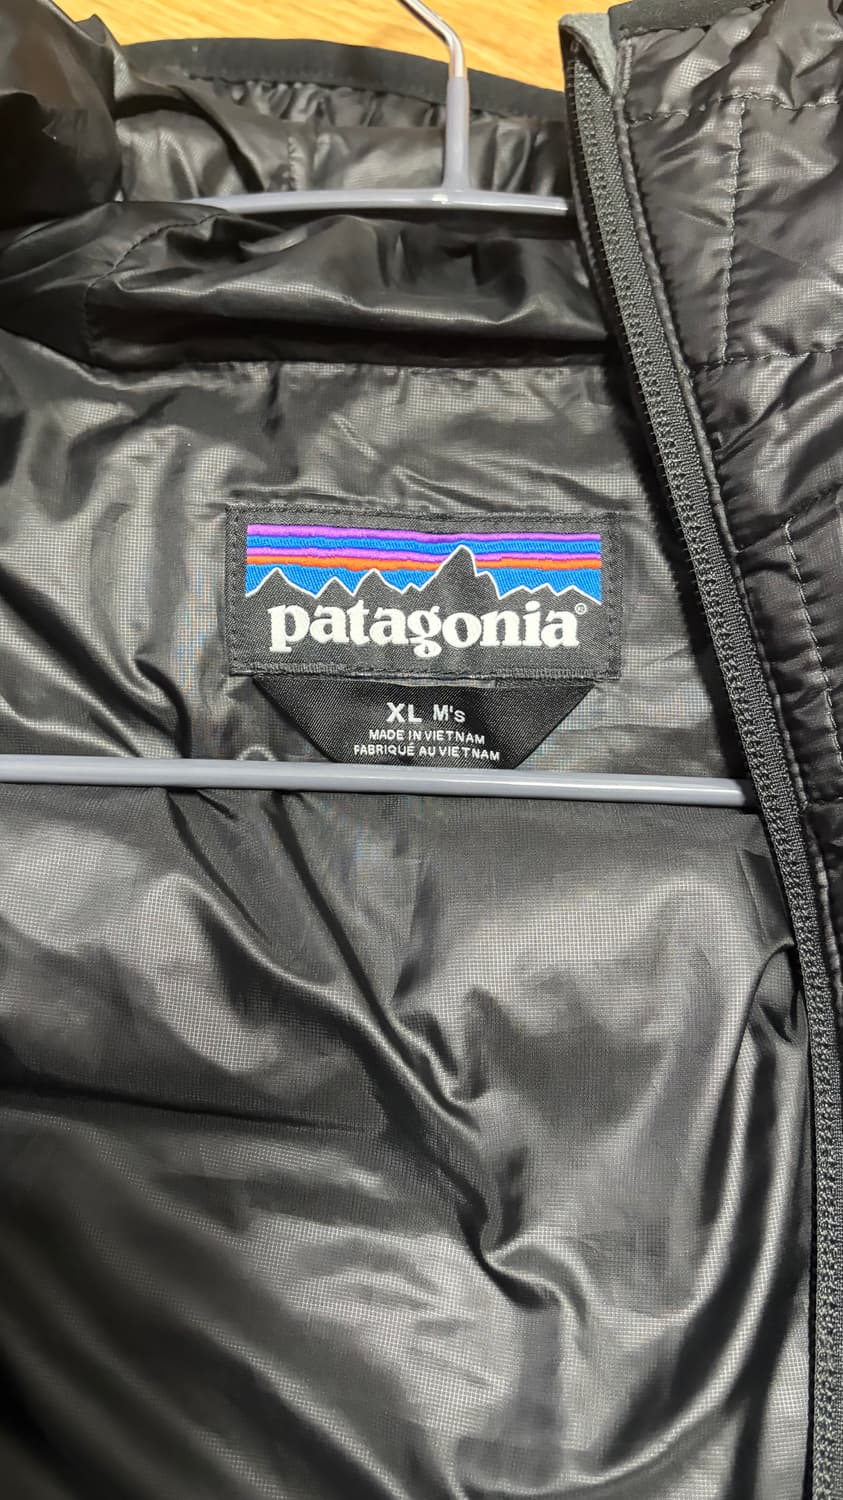 patagonia®
XL M's
MADE IN VIETNAM
FABRIQUÉ AU VIETNAM